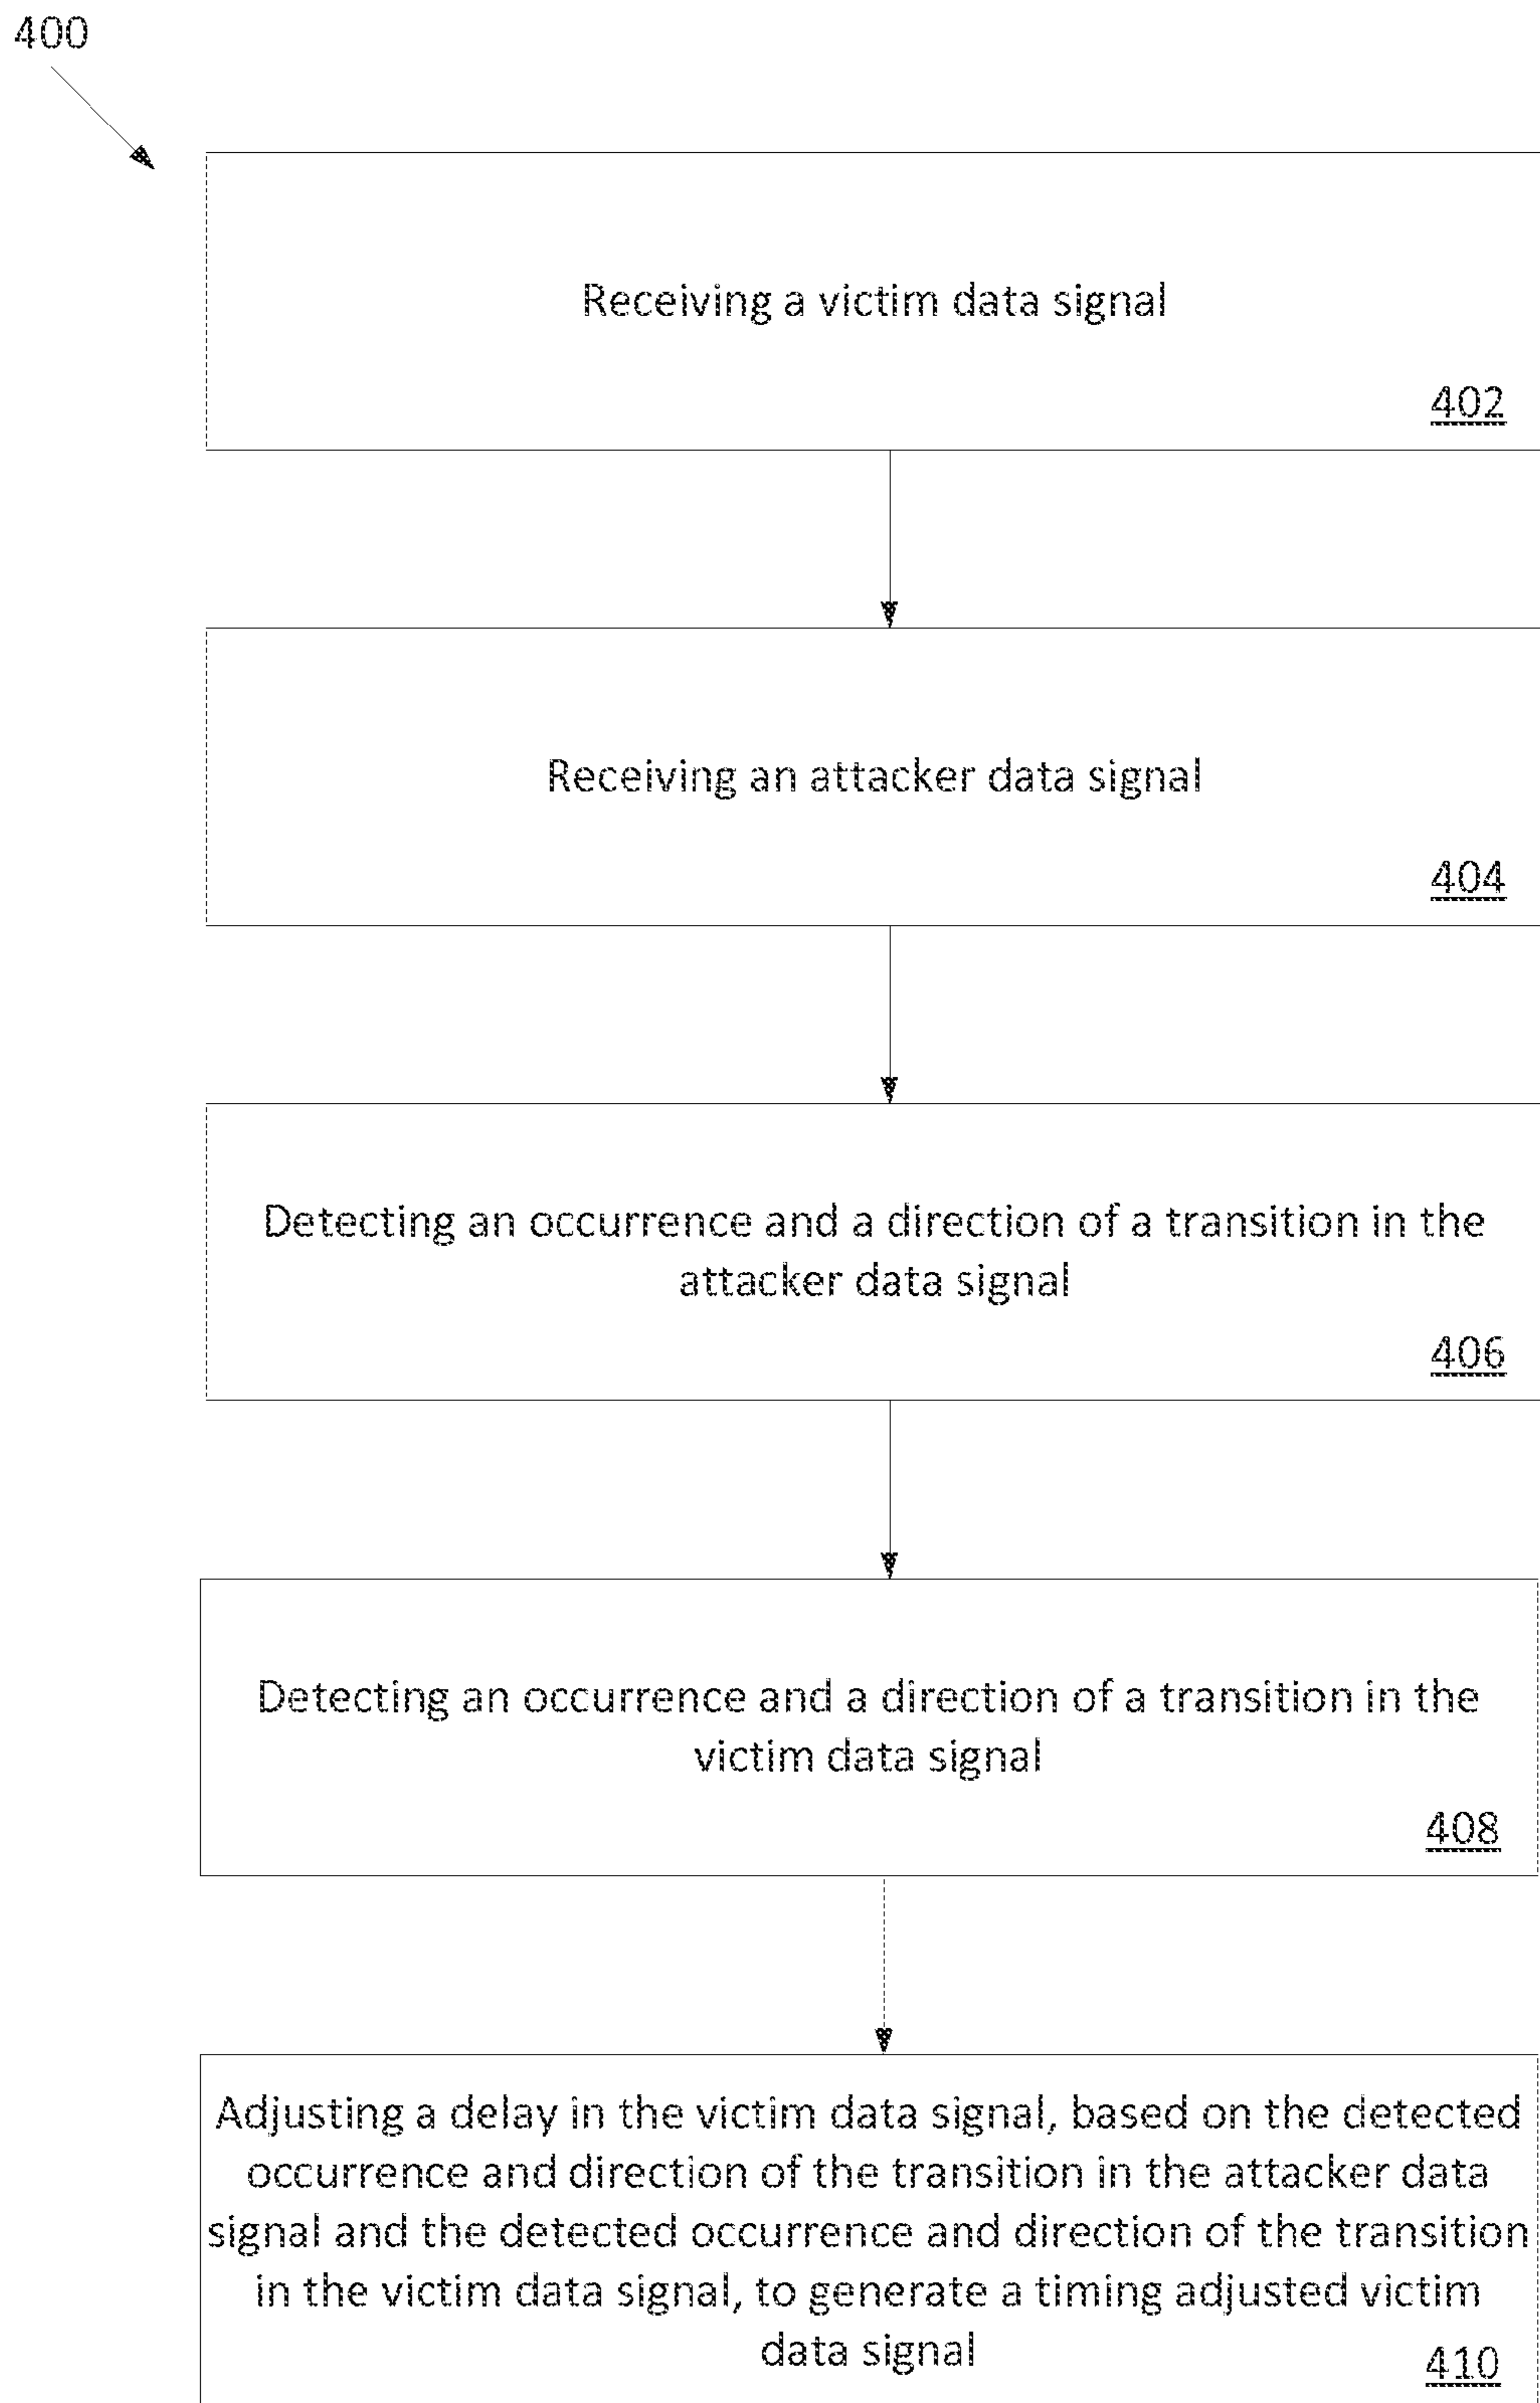 400
Receiving a victim data signal
402
Receiving an attacker data signal
404
Detecting an occurrence and a direction of a transition in the
attacker data signal
406
Detecting an occurrence and a direction of a transition in the
victim data signal
408
Adjusting a delay in the victim data signal, based on the detected
occurrence and direction of the transition in the attacker data
signal and the detected occurrence and direction of the transition
in the victim data signal, to generate a timing adjusted victim
data signal
410